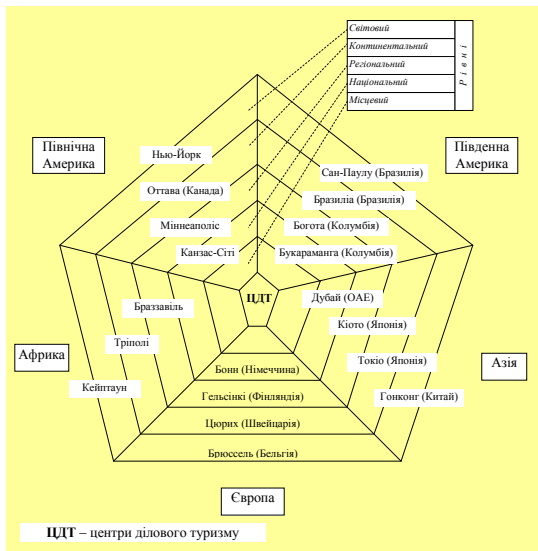 Світовий
Континентальний
Регіональний
Національний
Місцевий
Рівні
Північна
Америка
Південна
Америка
Нью-Йорк
Сан-Паулу (Бразилія)
Оттава (Канада)
Бразиліа (Бразилія)
Міннеаполіс
Богота (Колумбія)
Канзас-Сіті
Букараманга (Колумбія)
ЦДТ
Дубай (ОАЕ)
Браззавіль
Кіото (Японія)
Тріполі
Африка
Токіо (Японія)
Азія
Бонн (Німеччина)
Кейптаун
Гельсінкі (Фінляндія)
Гонконг (Китай)
Цюрих (Швейцарія)
Брюссель (Бельгія)
Європа
ЦДТ – центри ділового туризму